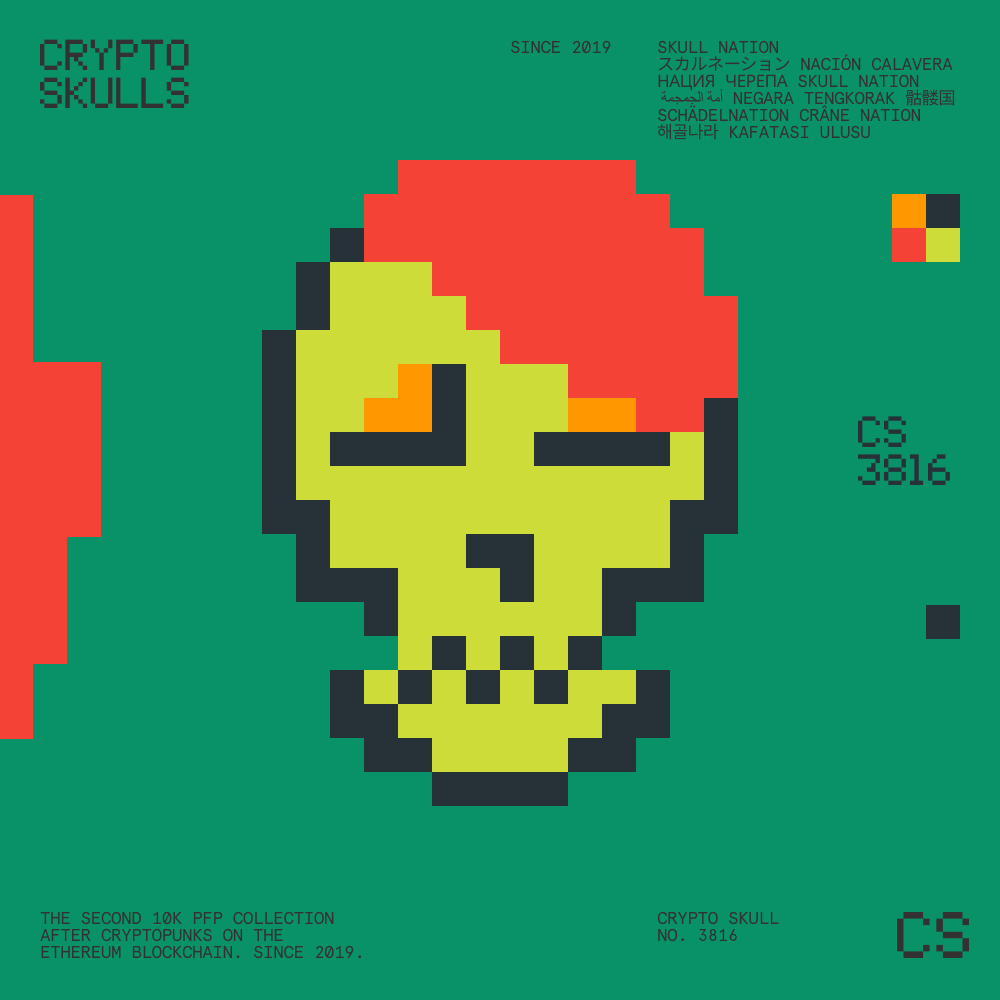 CRYPTO
SKULLS
SINCE 2019
SKULL NATION
スカルネーション NACIÓN CALAVERA
НАЦИЯ ЧЕРЕПА SKULL NATION
أمة الجمجمة NEGARA TENGKORAK 骷髅国
SCHÄDELNATION CRÂNE NATION
해골나라 KAFATASI ULUSU
CS
3816
THE SECOND 10K PFP COLLECTION
AFTER CRYPTOPUNKS ON THE
ETHEREUM BLOCKCHAIN. SINCE 2019.
CRYPTO SKULL
NO. 3816
CS